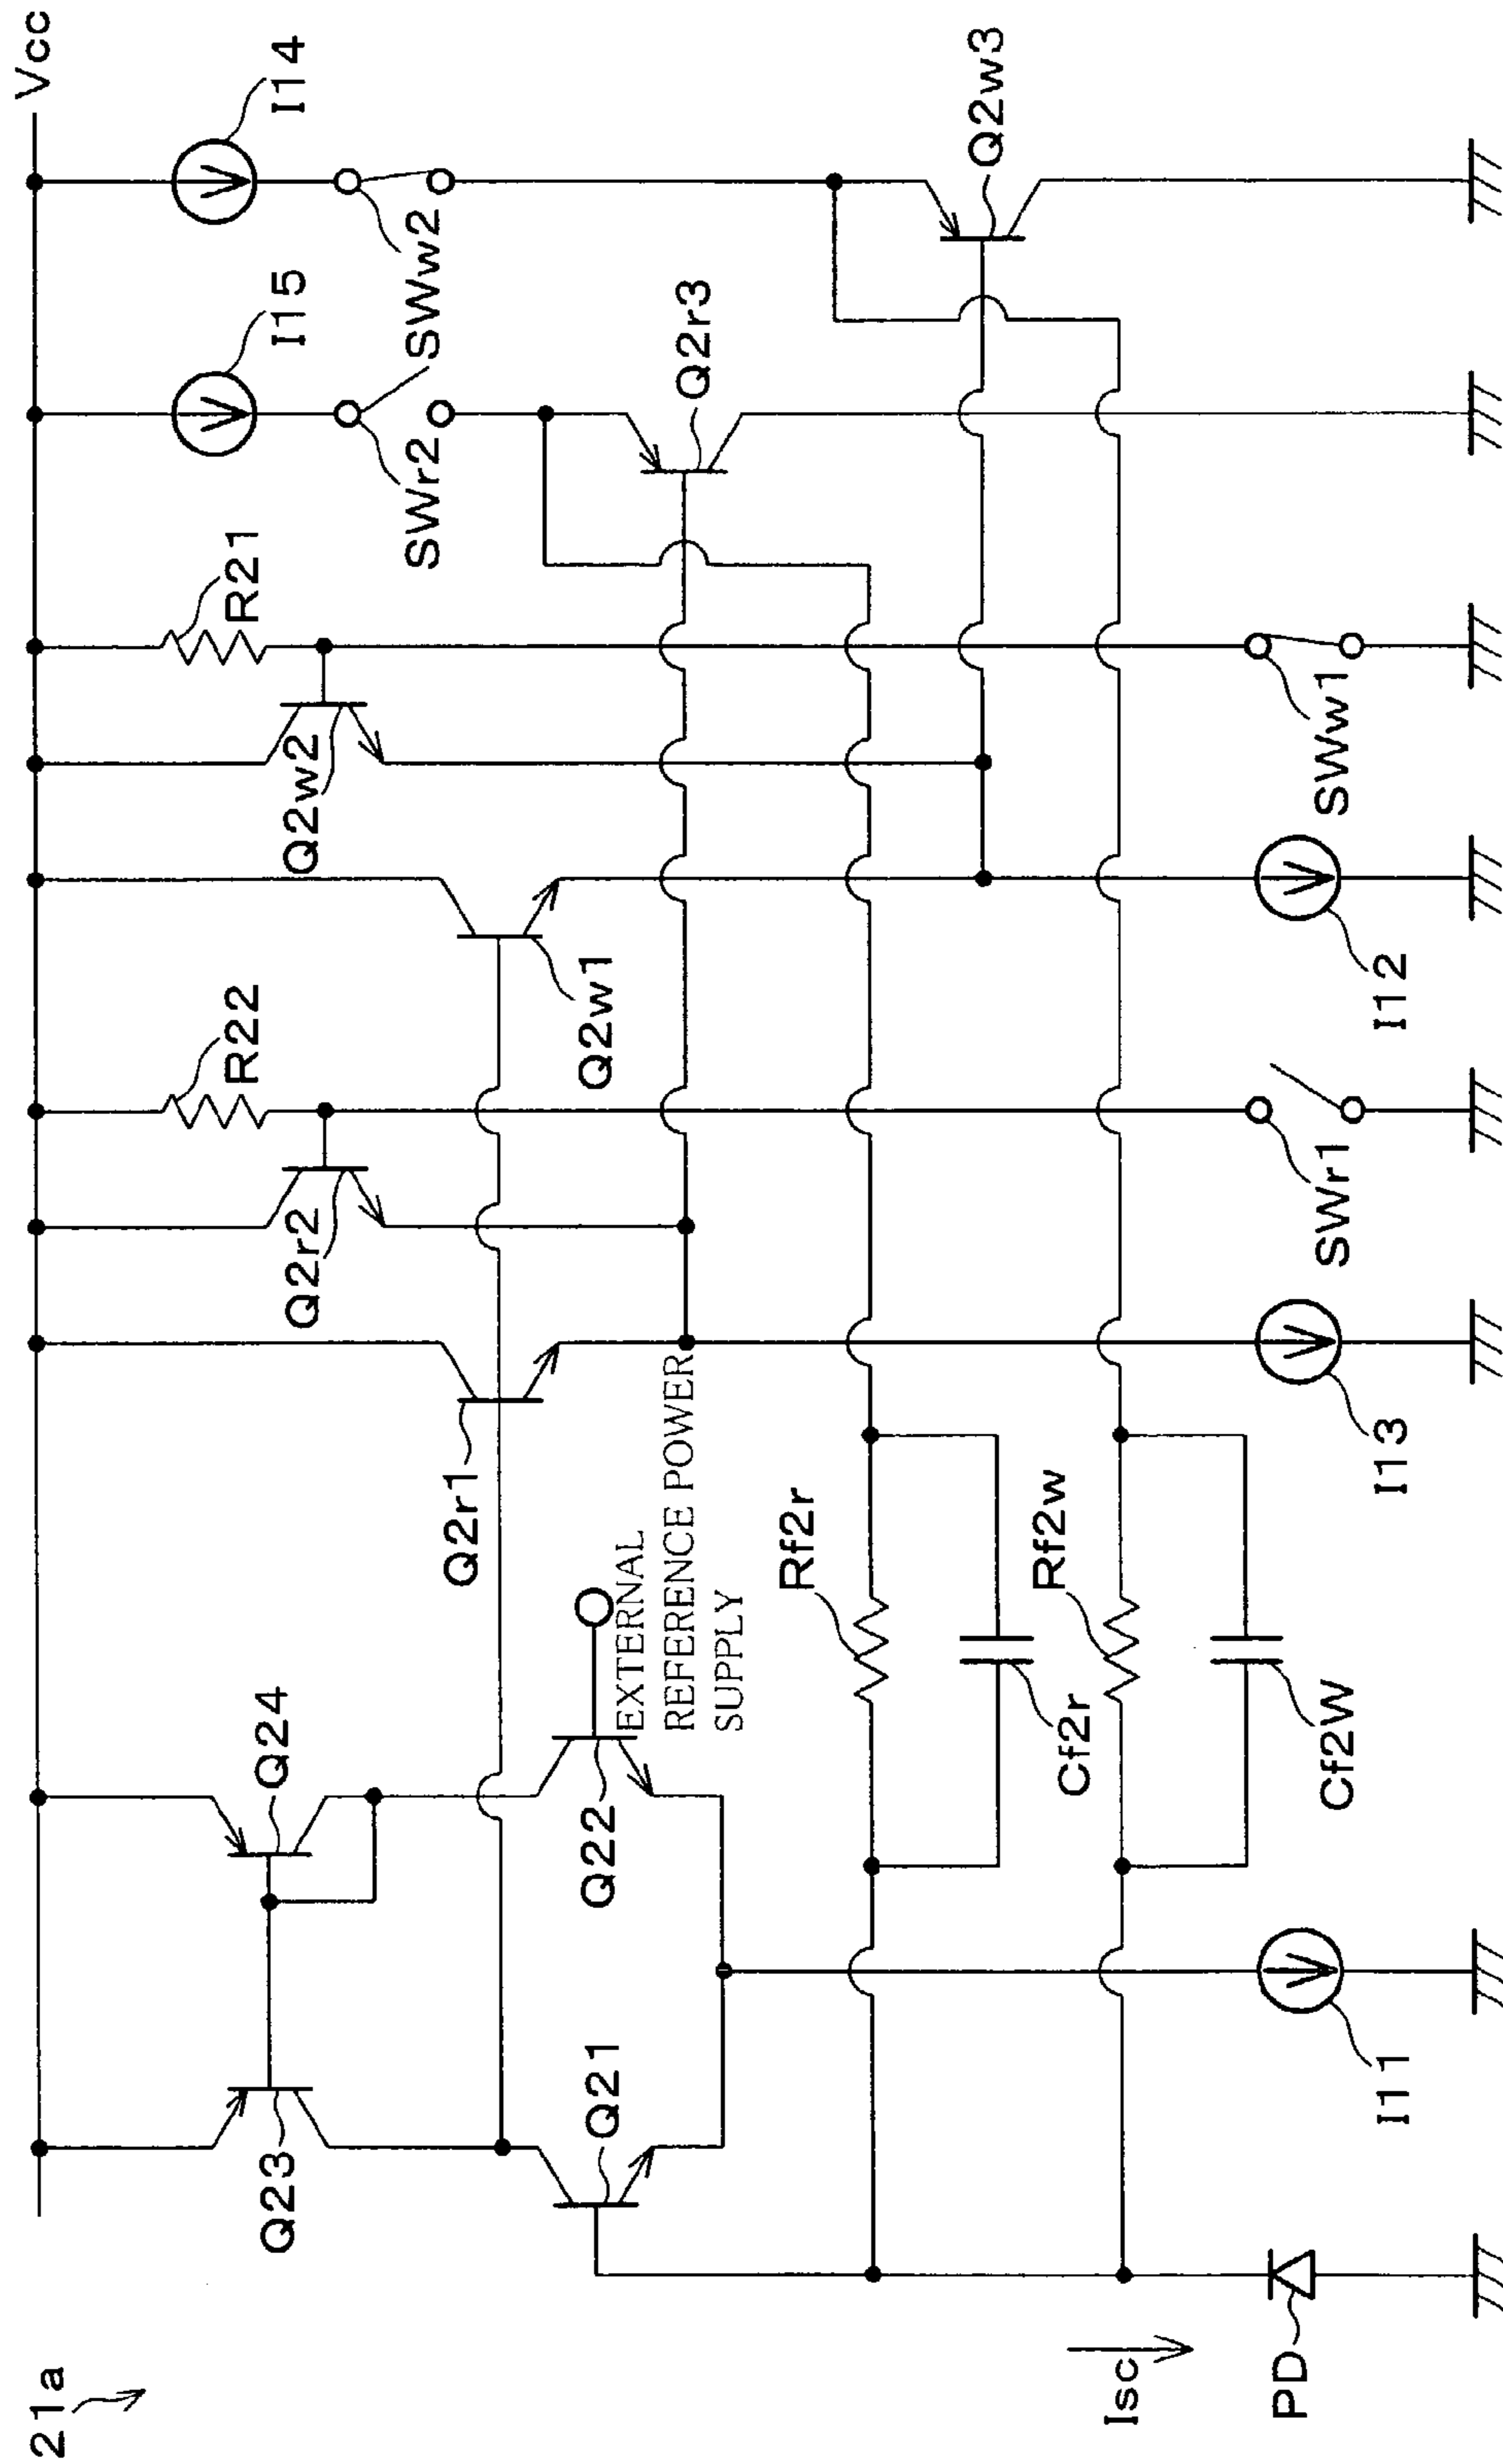 21a
Vcc
I14
I15
SWw2
SWr2
R21
Q2w2
R22
Q2r2
Q24
Q23
Q2w3
Q2r3
Q2w1
Q2r1
EXTERNAL
REFERENCE POWER
SUPPLY
Q22
Q21
Rf2r
Cf2r
Rf2w
Cf2W
SWw1
I12
SWr1
I13
I11
Isc
PD